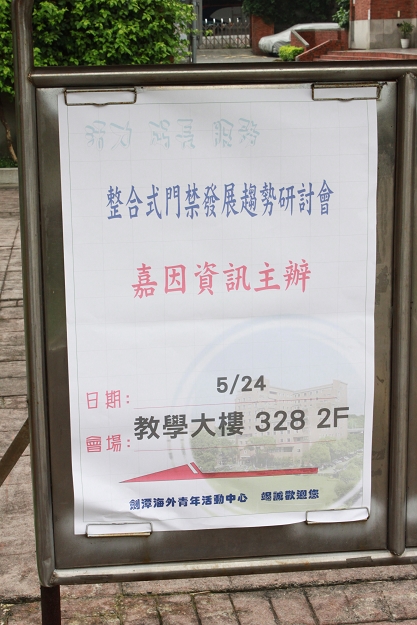 整合式門禁發展趨勢研討會
嘉因資訊主辦
日期: 5/24
會場: 教學大樓 328 2F
劍潭海外青年活動中心 竭誠歡迎您